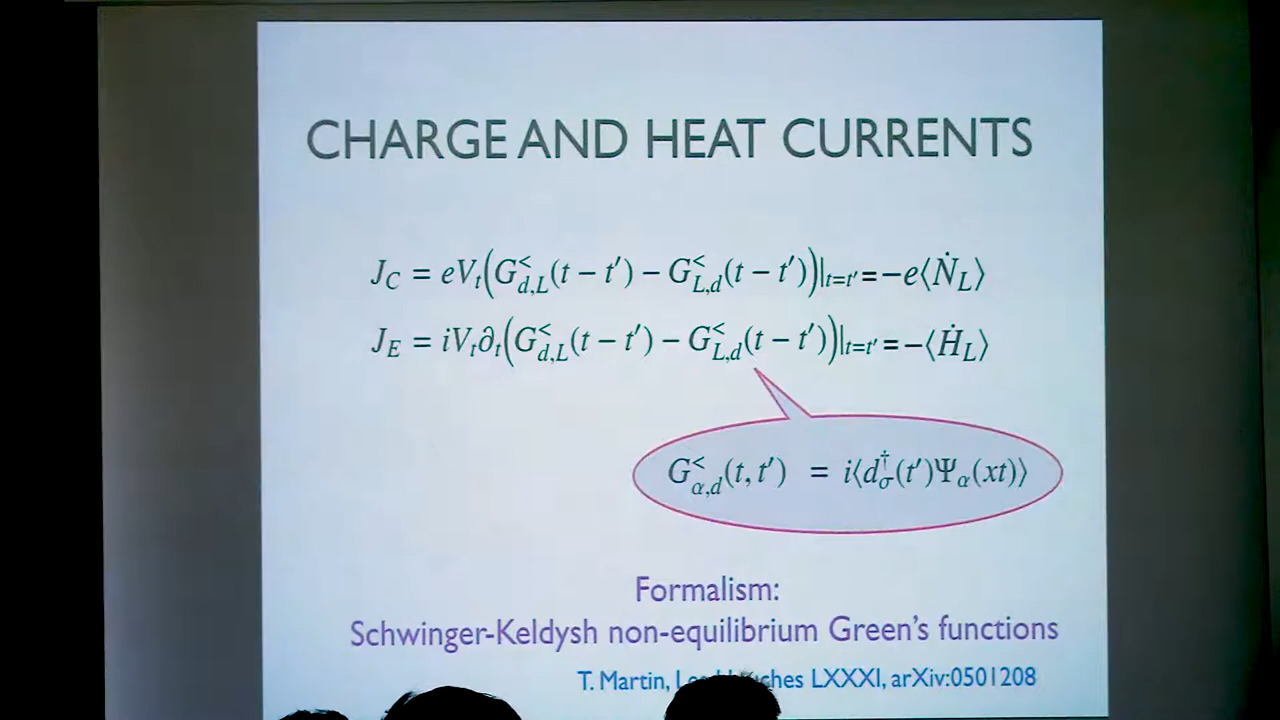 CHARGE AND HEAT CURRENTS
J_C = eV_t(G^<_{d,L}(t − t′) − G^<_{L,d}(t − t′))|_{t=t′} = −e⟨Ṅ_L⟩
J_E = iV_t∂_t(G^<_{d,L}(t − t′) − G^<_{L,d}(t − t′))|_{t=t′} = −⟨Ḣ_L⟩
G^<_{α,d}(t, t′) = i⟨d^†_σ(t′)Ψ_α(xt)⟩
Formalism:
Schwinger-Keldysh non-equilibrium Green's functions
T. Martin, LXXXI, arXiv:0501208